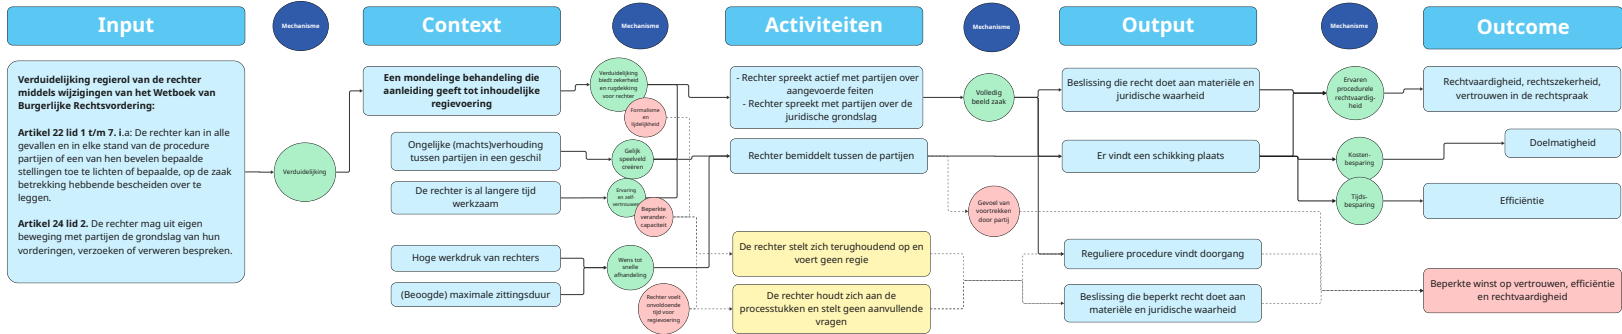 Input
Mechanisme
Context
Mechanisme
Activiteiten
Mechanisme
Output
Mechanisme
Outcome
Verduidelijking regierol van de rechter
middels wijzigingen van het Wetboek van
Burgerlijke Rechtsvordering:
Artikel 22 lid 1 t/m 7. i.a: De rechter kan in alle
gevallen en in elke stand van de procedure
partijen of een van hen bevelen bepaalde
stellingen toe te lichten of bepaalde, op de zaak
betrekking hebbende bescheiden over te
leggen.
Artikel 24 lid 2. De rechter mag uit eigen
beweging met partijen de grondslag van hun
vorderingen, verzoeken of verweren bespreken.
Verduidelijking
Een mondelinge behandeling die
aanleiding geeft tot inhoudelijke
regievoering
Ongelijke (machts)verhouding
tussen partijen in een geschil
De rechter is al langere tijd
werkzaam
Hoge werkdruk van rechters
(Beoogde) maximale zittingsduur
Verduidelijking
biedt zekerheid
en rugdekking
voor rechter
Formalisme
en
lijdelijkheid
Gelijk
speelveld
creëren
Ervaring
en zelf-
vertrouwen
Beperkte
verander-
capaciteit
Wens tot
snelle
afhandeling
Rechter voelt
onvoldoende
tijd voor
regievoering
- Rechter spreekt actief met partijen over
aangevoerde feiten
- Rechter spreekt met partijen over de
juridische grondslag
Rechter bemiddelt tussen de partijen
De rechter stelt zich terughoudend op en
voert geen regie
De rechter houdt zich aan de
processtukken en stelt geen aanvullende
vragen
Volledig
beeld zaak
Gevoel van
voortrekken
door partij
Beslissing die recht doet aan materiële en
juridische waarheid
Er vindt een schikking plaats
Reguliere procedure vindt doorgang
Beslissing die beperkt recht doet aan
materiële en juridische waarheid
Ervaren
procedurele
rechtvaardig-
heid
Kosten-
besparing
Tijds-
besparing
Rechtvaardigheid, rechtszekerheid,
vertrouwen in de rechtspraak
Doelmatigheid
Efficiëntie
Beperkte winst op vertrouwen, efficiëntie
en rechtvaardigheid